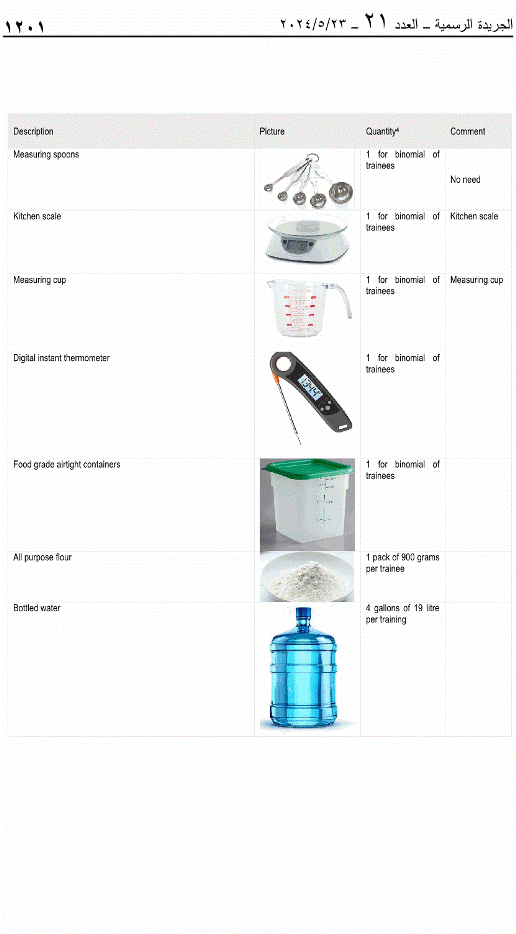 الجريدة الرسمية – العدد ٢١ – ٢٠٢٤/٥/٢٣
١٢٠١
Description Picture Quantity⁴ Comment
Measuring spoons
1 for binomial of
trainees
No need
Kitchen scale
1 for binomial of
trainees
Kitchen scale
Measuring cup
1 for binomial of
trainees
Measuring cup
Digital instant thermometer
1 for binomial of
trainees
Food grade airtight containers
1 for binomial of
trainees
All purpose flour
1 pack of 900 grams
per trainee
Bottled water
4 gallons of 19 litre
per training